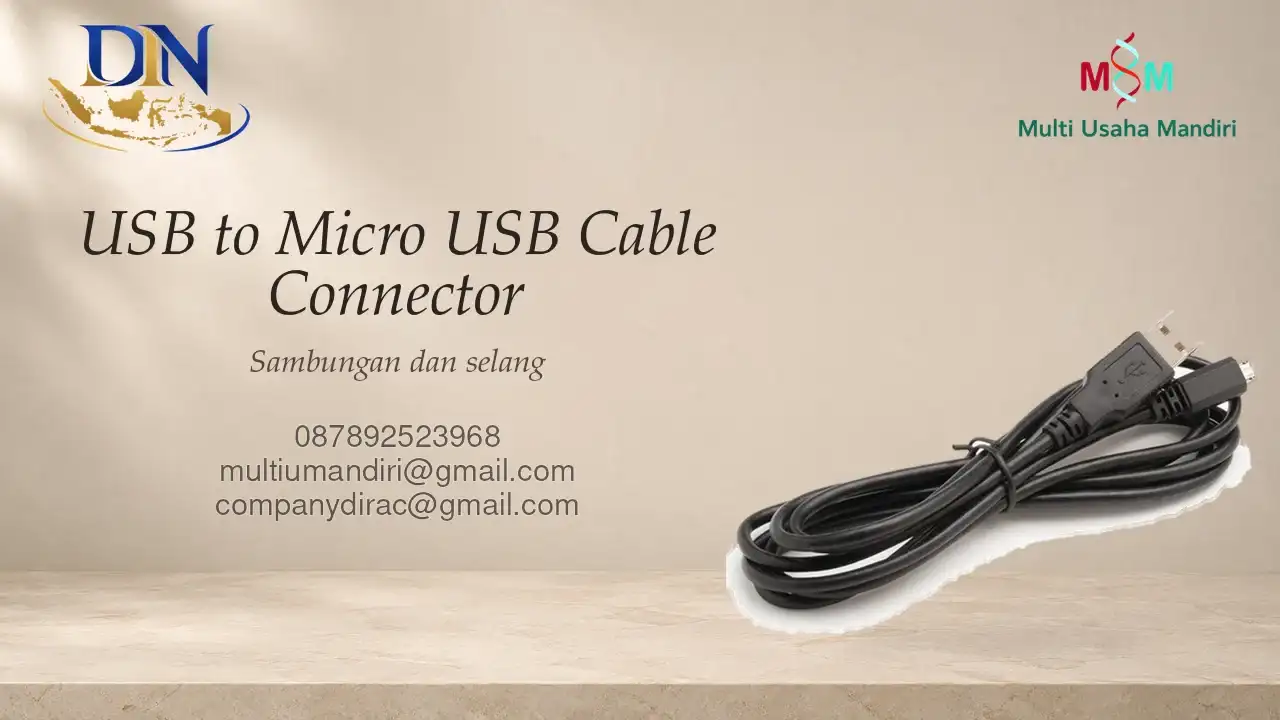 DN
M M
Multi Usaha Mandiri
USB to Micro USB Cable
Connector
Sambungan dan selang
087892523968
multiumandiri@gmail.com
companydirac@gmail.com